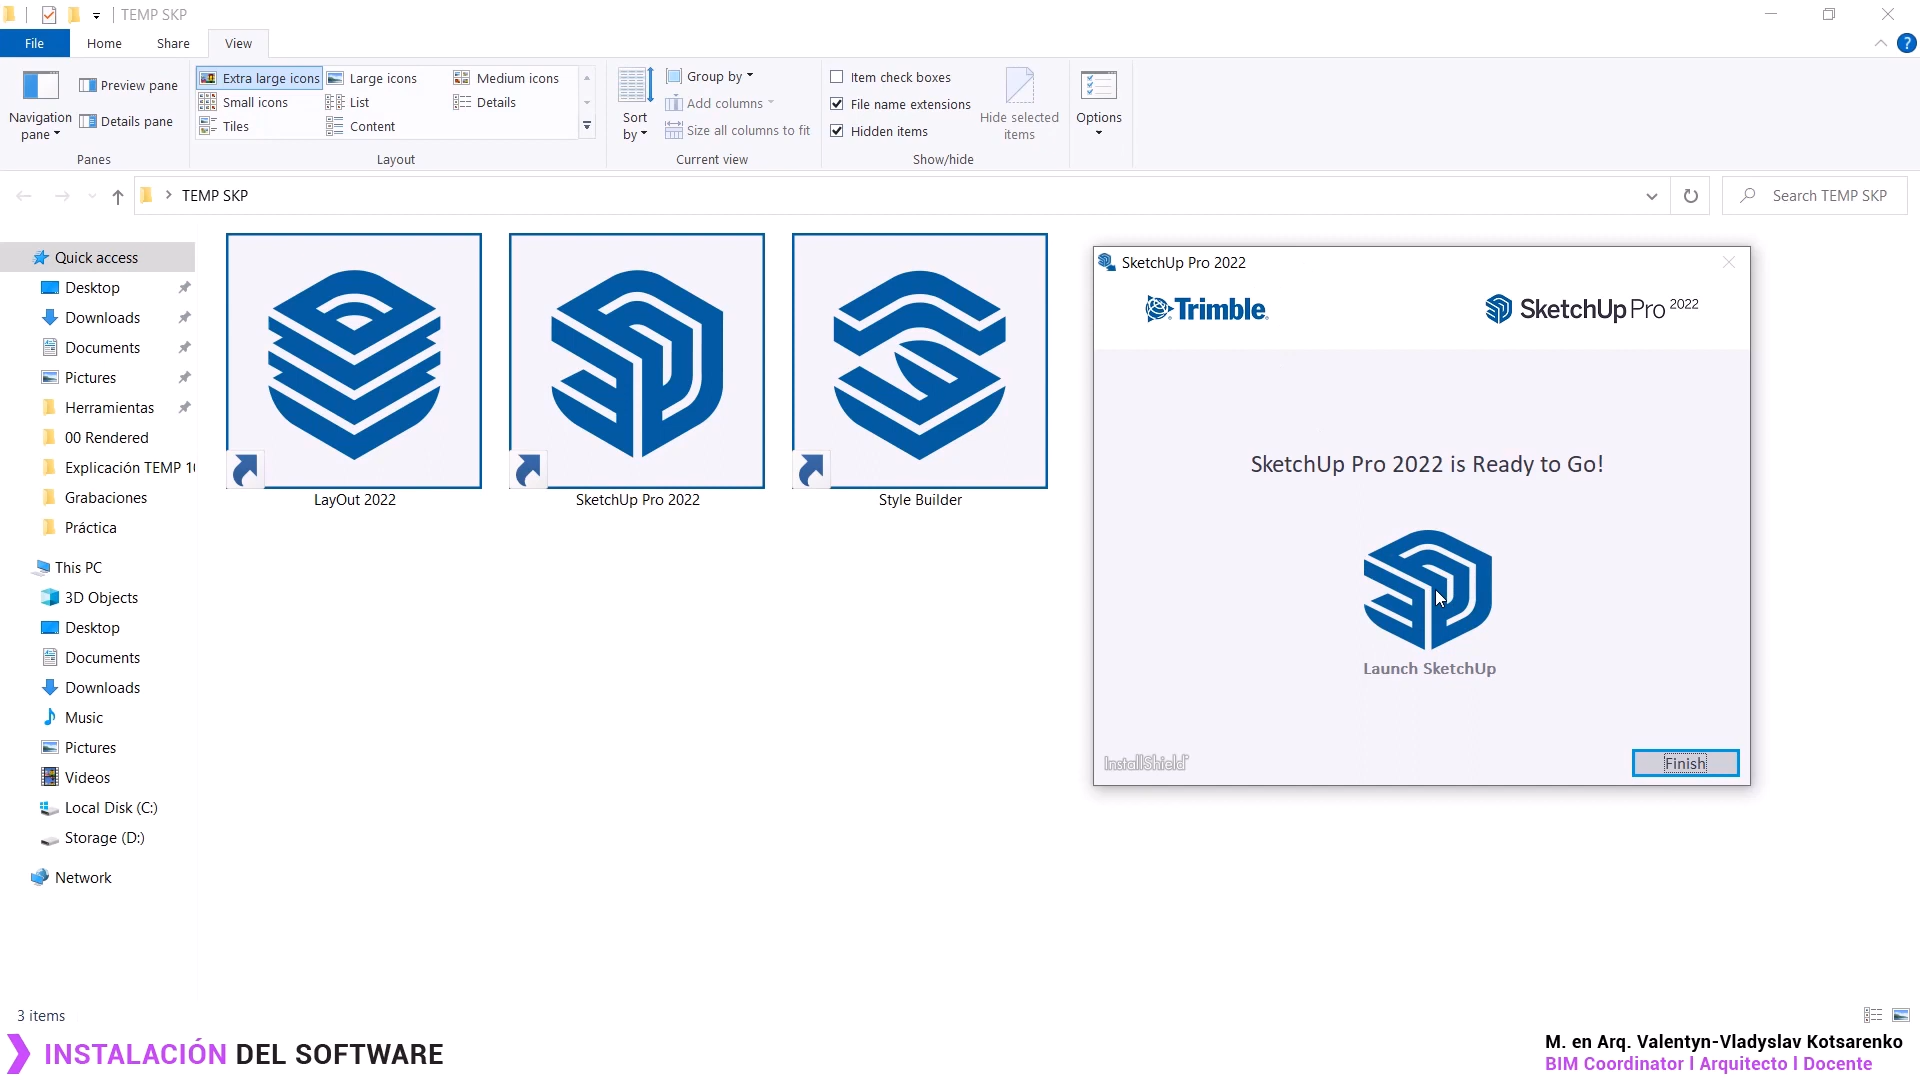 TEMP SKP
File
Home
Share
View
Navigation pane
Preview pane
Details pane
Panes
Extra large icons
Large icons
Medium icons
Small icons
List
Details
Tiles
Content
Layout
Sort by
Group by
Add columns
Size all columns to fit
Current view
Item check boxes
File name extensions
Hidden items
Hide selected items
Show/hide
Options
TEMP SKP
Search TEMP SKP
Quick access
Desktop
Downloads
Documents
Pictures
Herramientas
00 Rendered
Explicación TEMP 1
Grabaciones
Práctica
This PC
3D Objects
Desktop
Documents
Downloads
Music
Pictures
Videos
Local Disk (C:)
Storage (D:)
Network
LayOut 2022
SketchUp Pro 2022
Style Builder
SketchUp Pro 2022
Trimble
SketchUp Pro 2022
SketchUp Pro 2022 is Ready to Go!
Launch SketchUp
InstallShield
Finish
3 items
INSTALACIÓN DEL SOFTWARE
M. en Arq. Valentyn-Vladyslav Kotsarenko
BIM Coordinator l Arquitecto l Docente